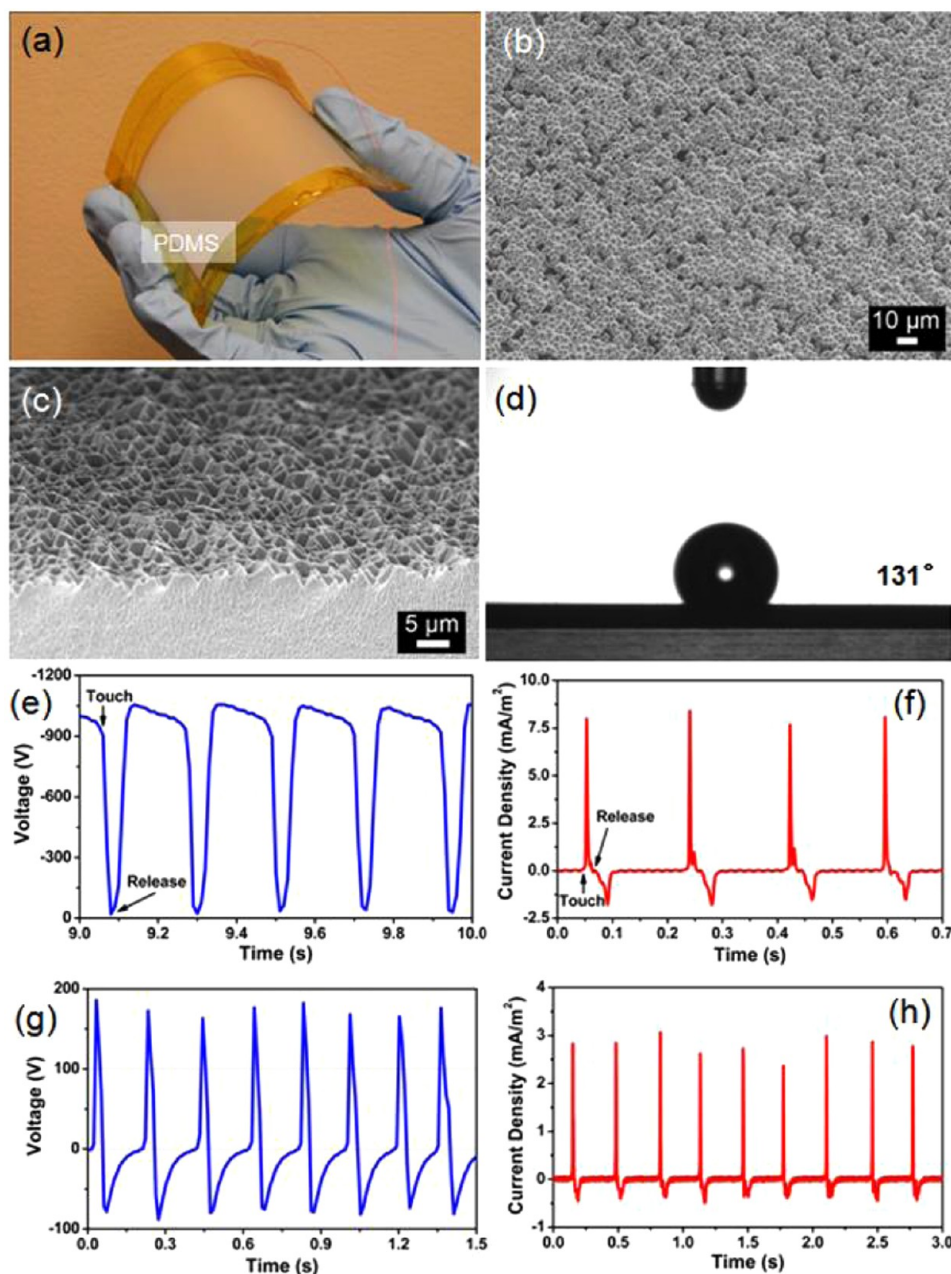 (a)
PDMS
(b)
10 µm
(c)
5 µm
(d)
131°
(e)
Touch
Release
-1200
-900
-600
-300
0
Voltage (V)
9.0 9.2 9.4 9.6 9.8 10.0
Time (s)
(f)
Release
Touch
10.0
7.5
5.0
2.5
0.0
-2.5
Current Density (mA/m²)
0.0 0.1 0.2 0.3 0.4 0.5 0.6 0.7
Time (s)
(g)
200
100
0
-100
Voltage (V)
0.0 0.3 0.6 0.9 1.2 1.5
Time (s)
(h)
4
3
2
1
0
-1
Current Density (mA/m²)
0.0 0.5 1.0 1.5 2.0 2.5 3.0
Time (s)